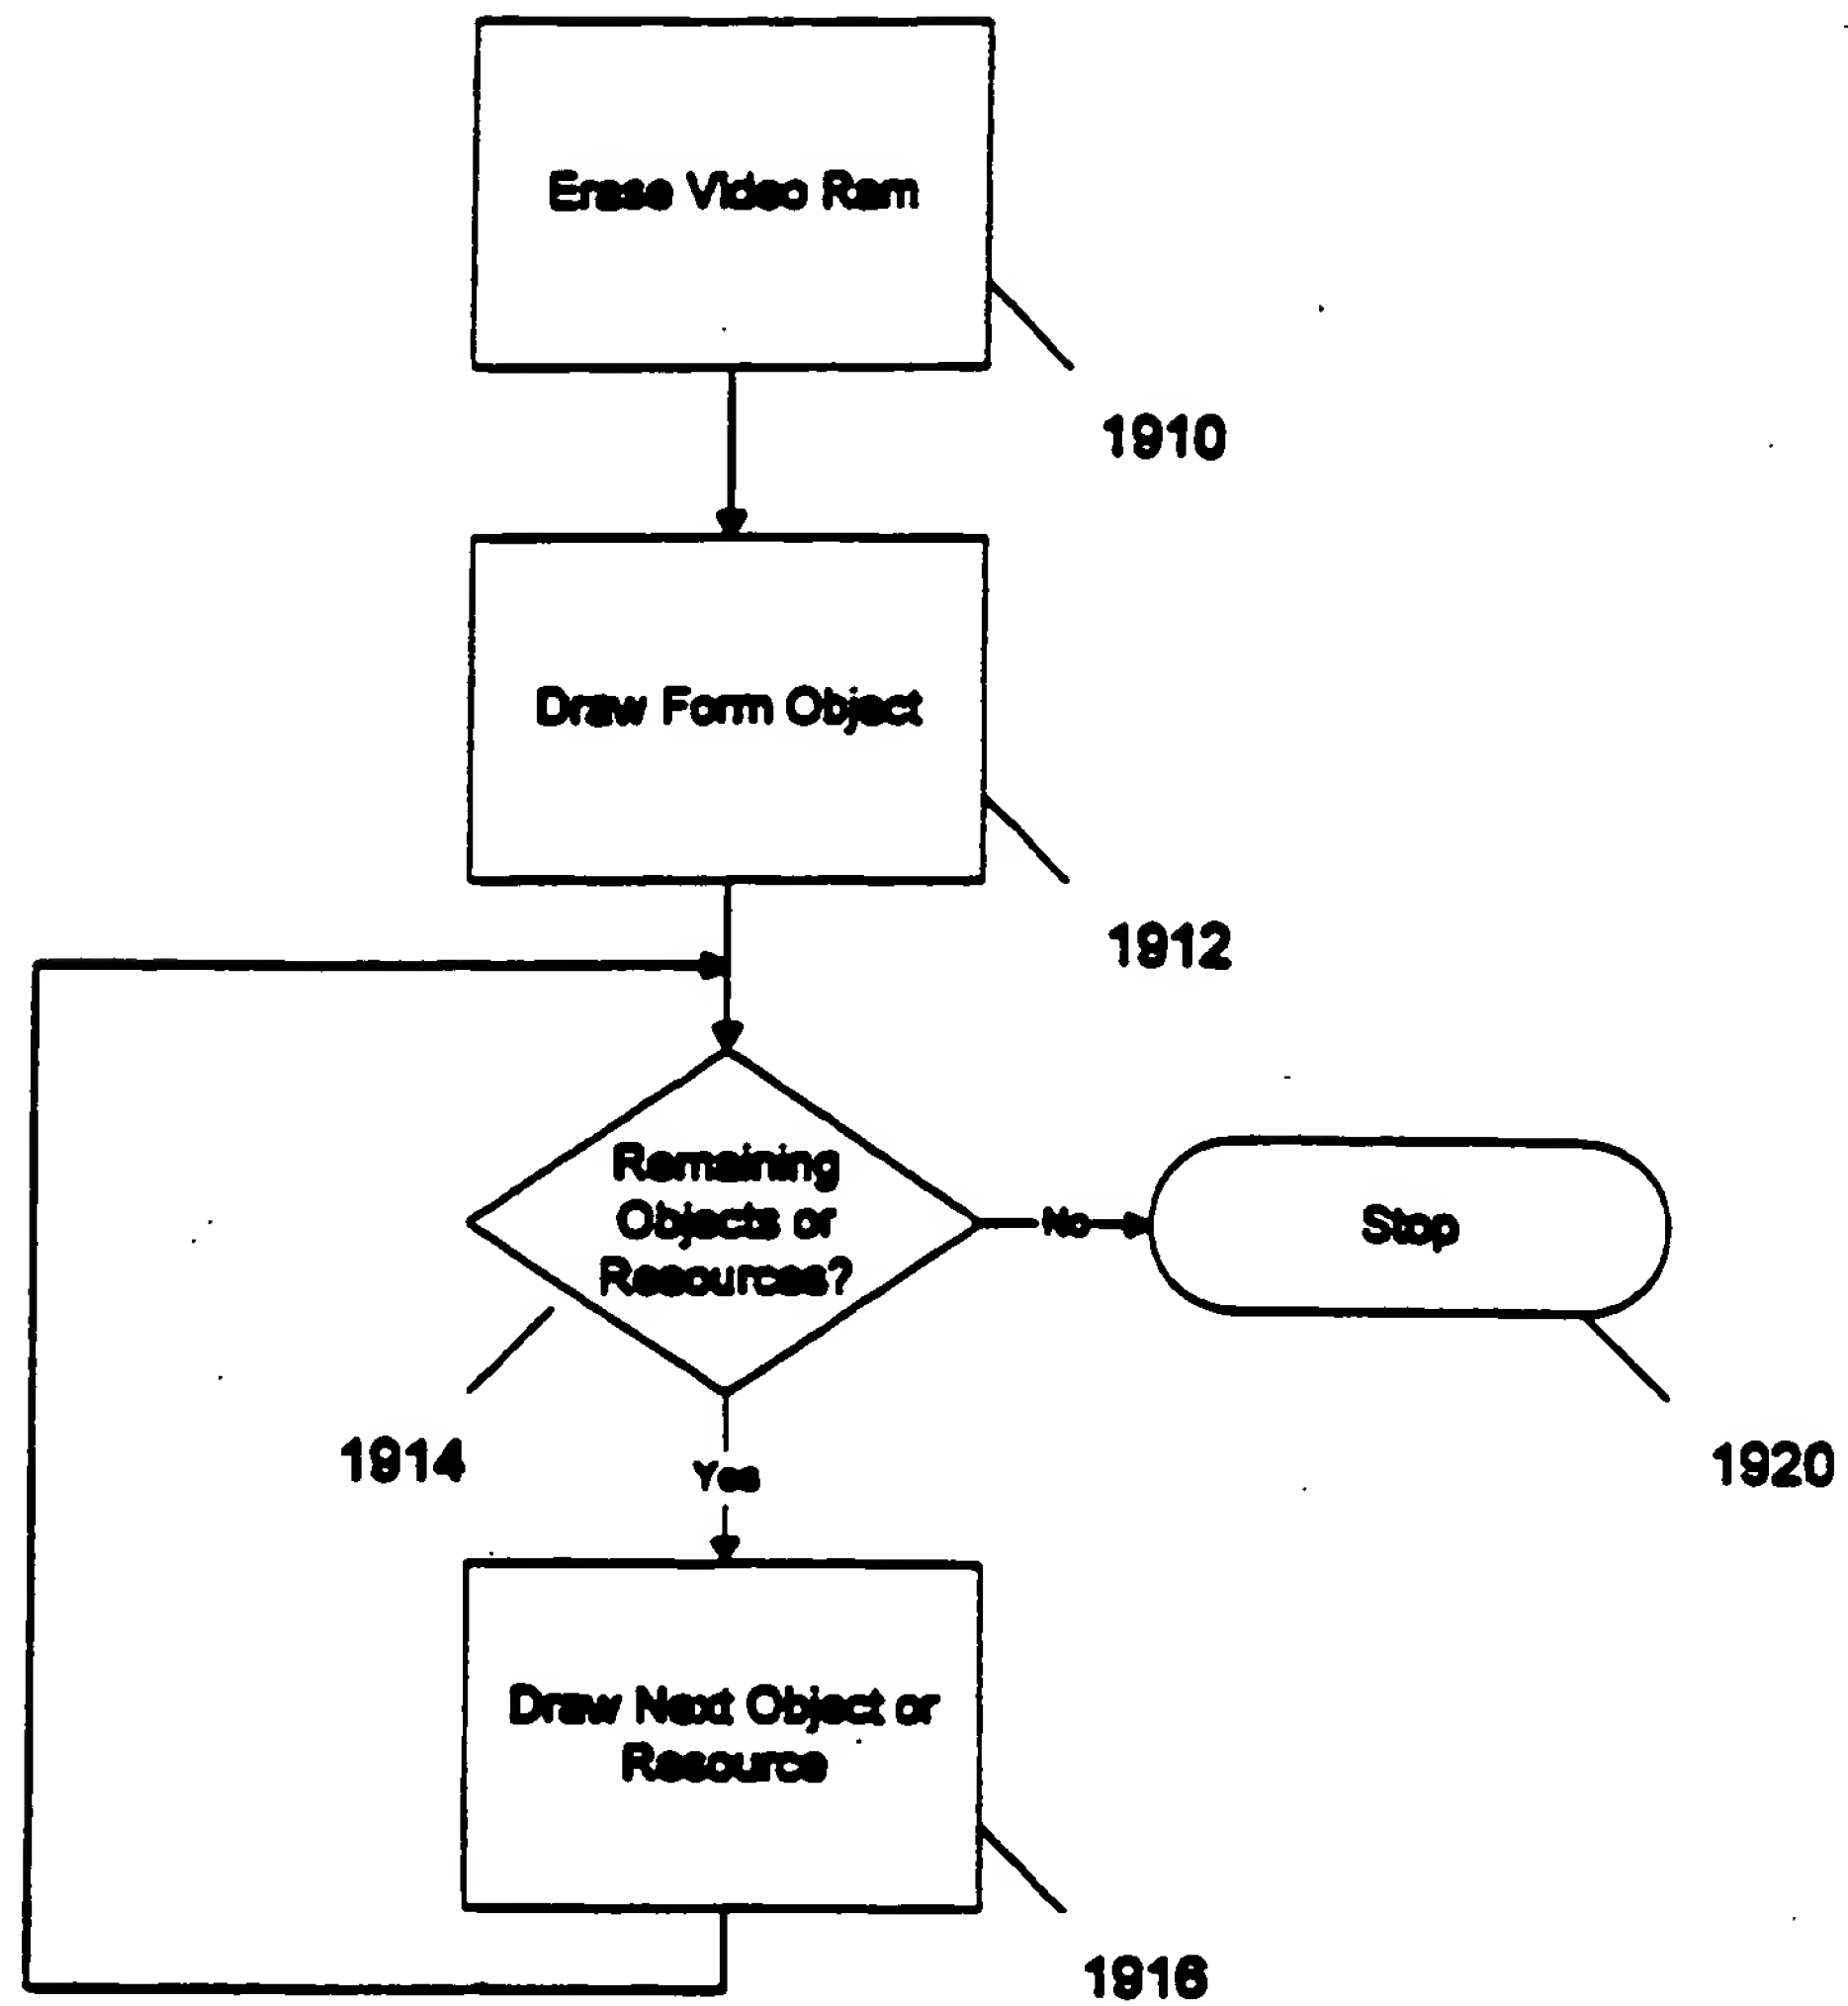 Erase Video Ram
1910
Draw Form Object
1912
Remaining
Objects or
Resources?
No
Stop
1914
Yes
1920
Draw Next Object or
Resource
1916